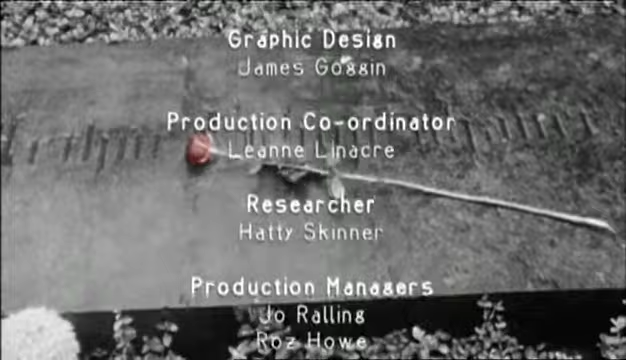 Graphic Design
James Goggin
Production Co-ordinator
Leanne Linacre
Researcher
Hatty Skinner
Production Managers
Jo Ralling
Roz Howe